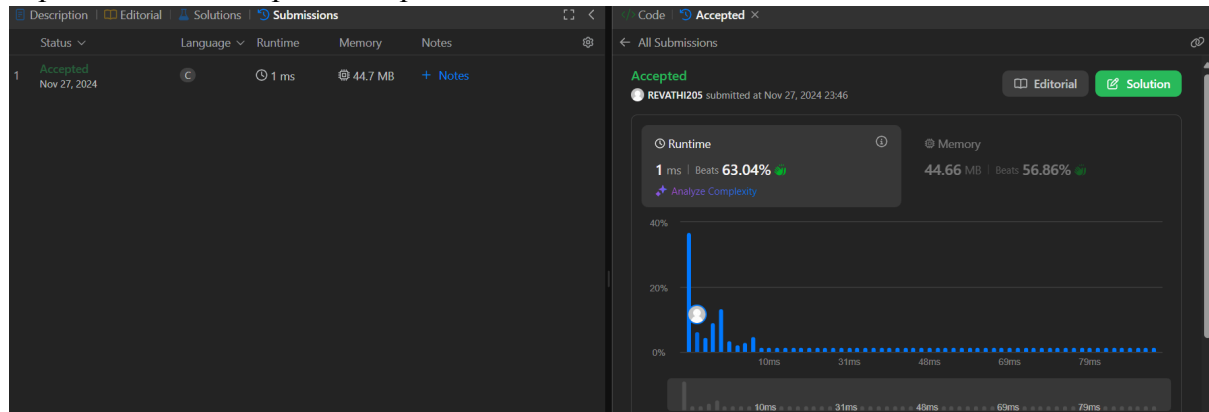 Description | Editorial | Solutions | Submissions
Status Language Runtime Memory Notes
1 Accepted C 1 ms 44.7 MB + Notes
Nov 27, 2024
</> Code | Accepted ×
← All Submissions
Accepted
REVATHI205 submitted at Nov 27, 2024 23:46
Editorial Solution
Runtime
1 ms | Beats 63.04%
Analyze Complexity
Memory
44.66 MB | Beats 56.86%
40%
20%
0%
10ms 31ms 48ms 69ms 79ms
10ms 31ms 48ms 69ms 79ms